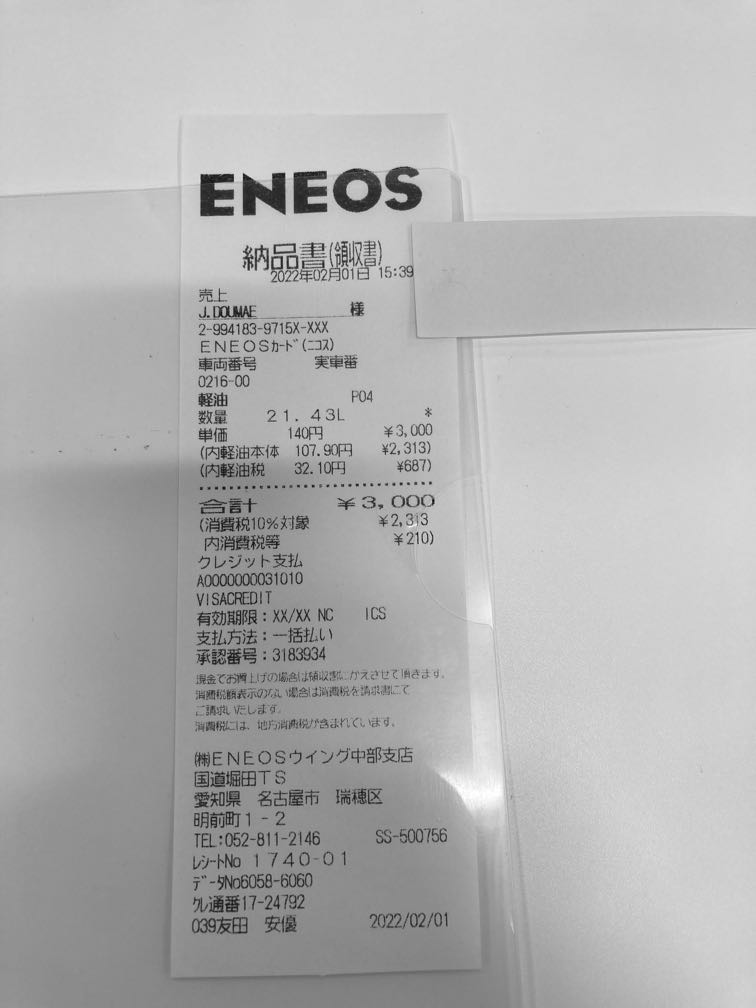 ENEOS
納品書(領収書)
2022年02月01日 15:39
売上
J.DOUMAE 様
2-994183-9715X-XXX
ENEOSカード(ニコス)
車両番号 実車番
0216-00
軽油 P04
数量 21.43L *
単価 140円 ¥3,000
(内軽油本体 107.90円 ¥2,313)
(内軽油税 32.10円 ¥687)
合計 ¥3,000
(消費税10%対象 ¥2,313
内消費税等 ¥210)
クレジット支払
A0000000031010
VISACREDIT
有効期限:XX/XX NC ICS
支払方法:一括払い
承認番号:3183934
現金でお買上げの場合は領収書にかえさせて頂きます。
消費税額表示のない場合は消費税を請求書にて
ご請求いたします。
消費税には、地方消費税が含まれています。
㈱ENEOSウイング中部支店
国道堀田TS
愛知県 名古屋市 瑞穂区
明前町1-2
TEL:052-811-2146 SS-500756
レシートNo 1740-01
データNo6058-6060
クレ通番17-24792
039友田 安優 2022/02/01